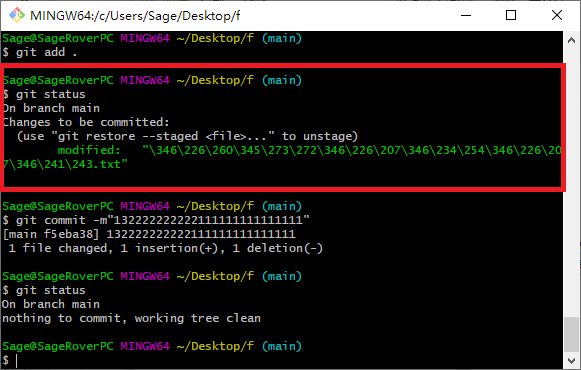 MINGW64:/c/Users/Sage/Desktop/f
Sage@SageRoverPC MINGW64 ~/Desktop/f (main)
$ git add .
Sage@SageRoverPC MINGW64 ~/Desktop/f (main)
$ git status
On branch main
Changes to be committed:
  (use "git restore --staged <file>..." to unstage)
        modified:   "\346\226\260\345\273\272\346\226\207\346\234\254\346\226\20
7\346\241\243.txt"
Sage@SageRoverPC MINGW64 ~/Desktop/f (main)
$ git commit -m"132222222222111111111111111"
[main f5eba38] 132222222222111111111111111
 1 file changed, 1 insertion(+), 1 deletion(-)
Sage@SageRoverPC MINGW64 ~/Desktop/f (main)
$ git status
On branch main
nothing to commit, working tree clean
Sage@SageRoverPC MINGW64 ~/Desktop/f (main)
$